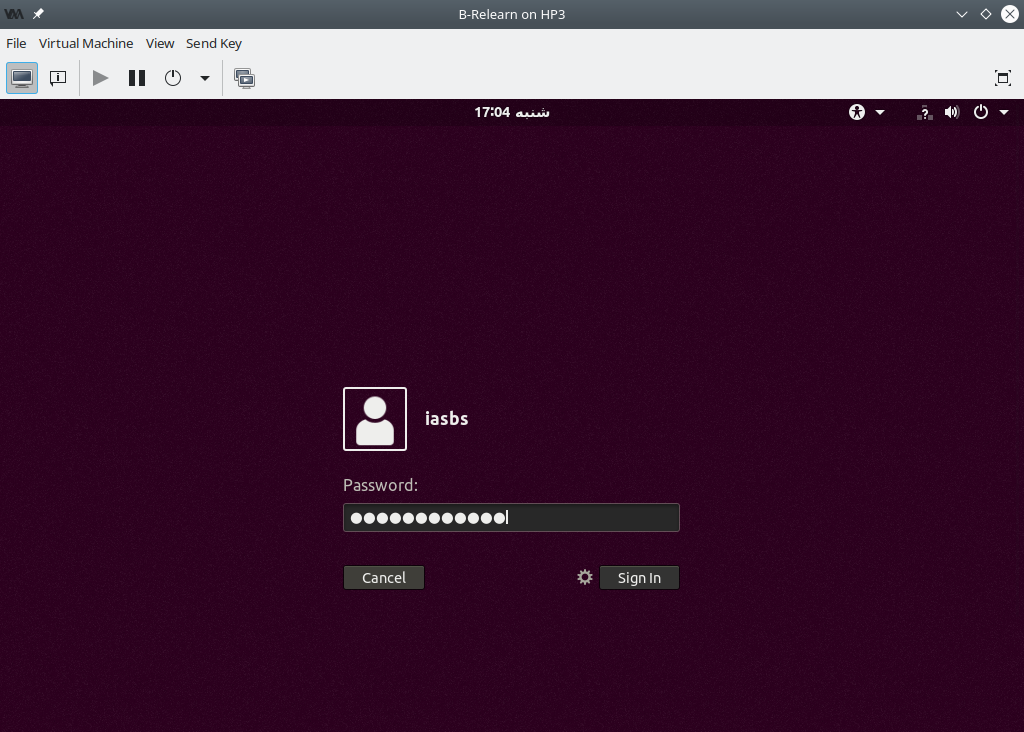 B-Relearn on HP3
File Virtual Machine View Send Key
شنبه 17:04
iasbs
Password:
Cancel Sign In